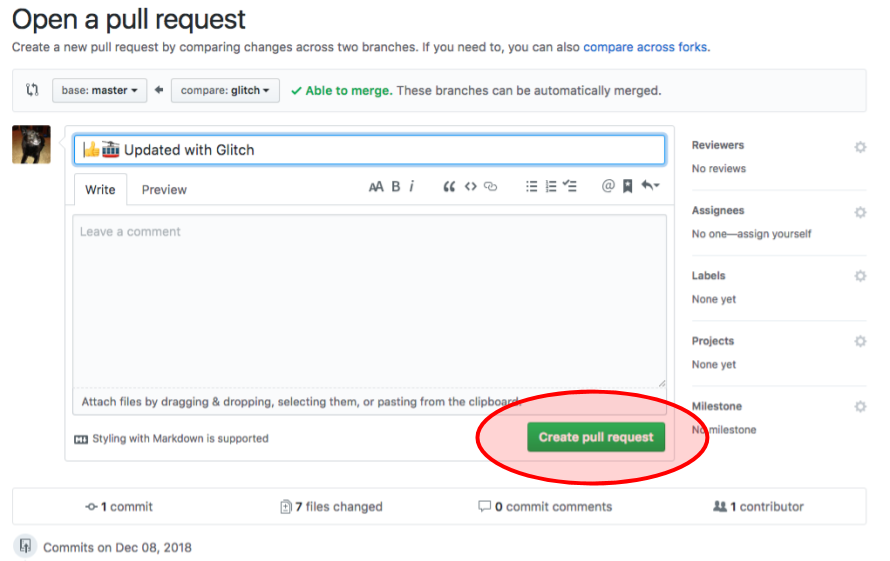 Open a pull request
Create a new pull request by comparing changes across two branches. If you need to, you can also compare across forks.
base: master
compare: glitch
✓ Able to merge. These branches can be automatically merged.
👍🚠 Updated with Glitch
Write
Preview
AA B i
Leave a comment
Attach files by dragging & dropping, selecting them, or pasting from the clipboard.
Styling with Markdown is supported
Create pull request
Reviewers
No reviews
Assignees
No one—assign yourself
Labels
None yet
Projects
None yet
Milestone
No milestone
1 commit
7 files changed
0 commit comments
1 contributor
Commits on Dec 08, 2018